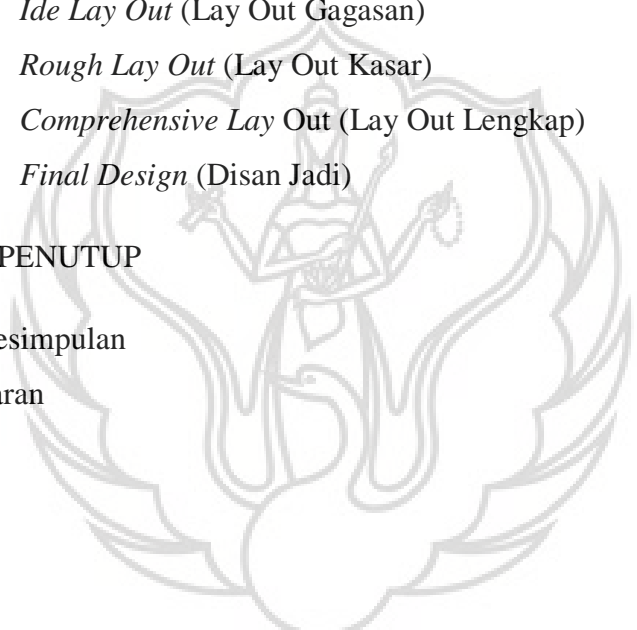 Ide Lay Out (Lay Out Gagasan)
Rough Lay Out (Lay Out Kasar)
Comprehensive Lay Out (Lay Out Lengkap)
Final Design (Disan Jadi)
PENUTUP
esimpulan
aran